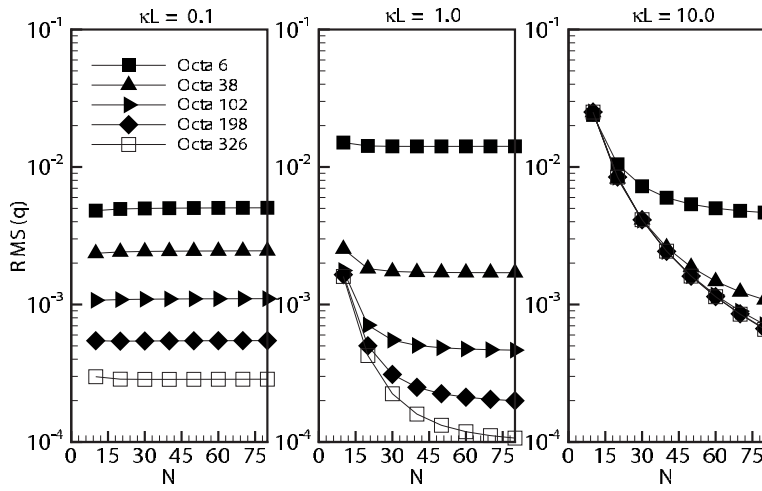 κL = 0.1
κL = 1.0
κL = 10.0
10⁻¹
10⁻²
10⁻³
10⁻⁴
RMS (q)
Octa 6
Octa 38
Octa 102
Octa 198
Octa 326
0 15 30 45 60 75
N
10⁻¹
10⁻²
10⁻³
10⁻⁴
0 15 30 45 60 75
N
10⁻¹
10⁻²
10⁻³
10⁻⁴
0 15 30 45 60 75
N